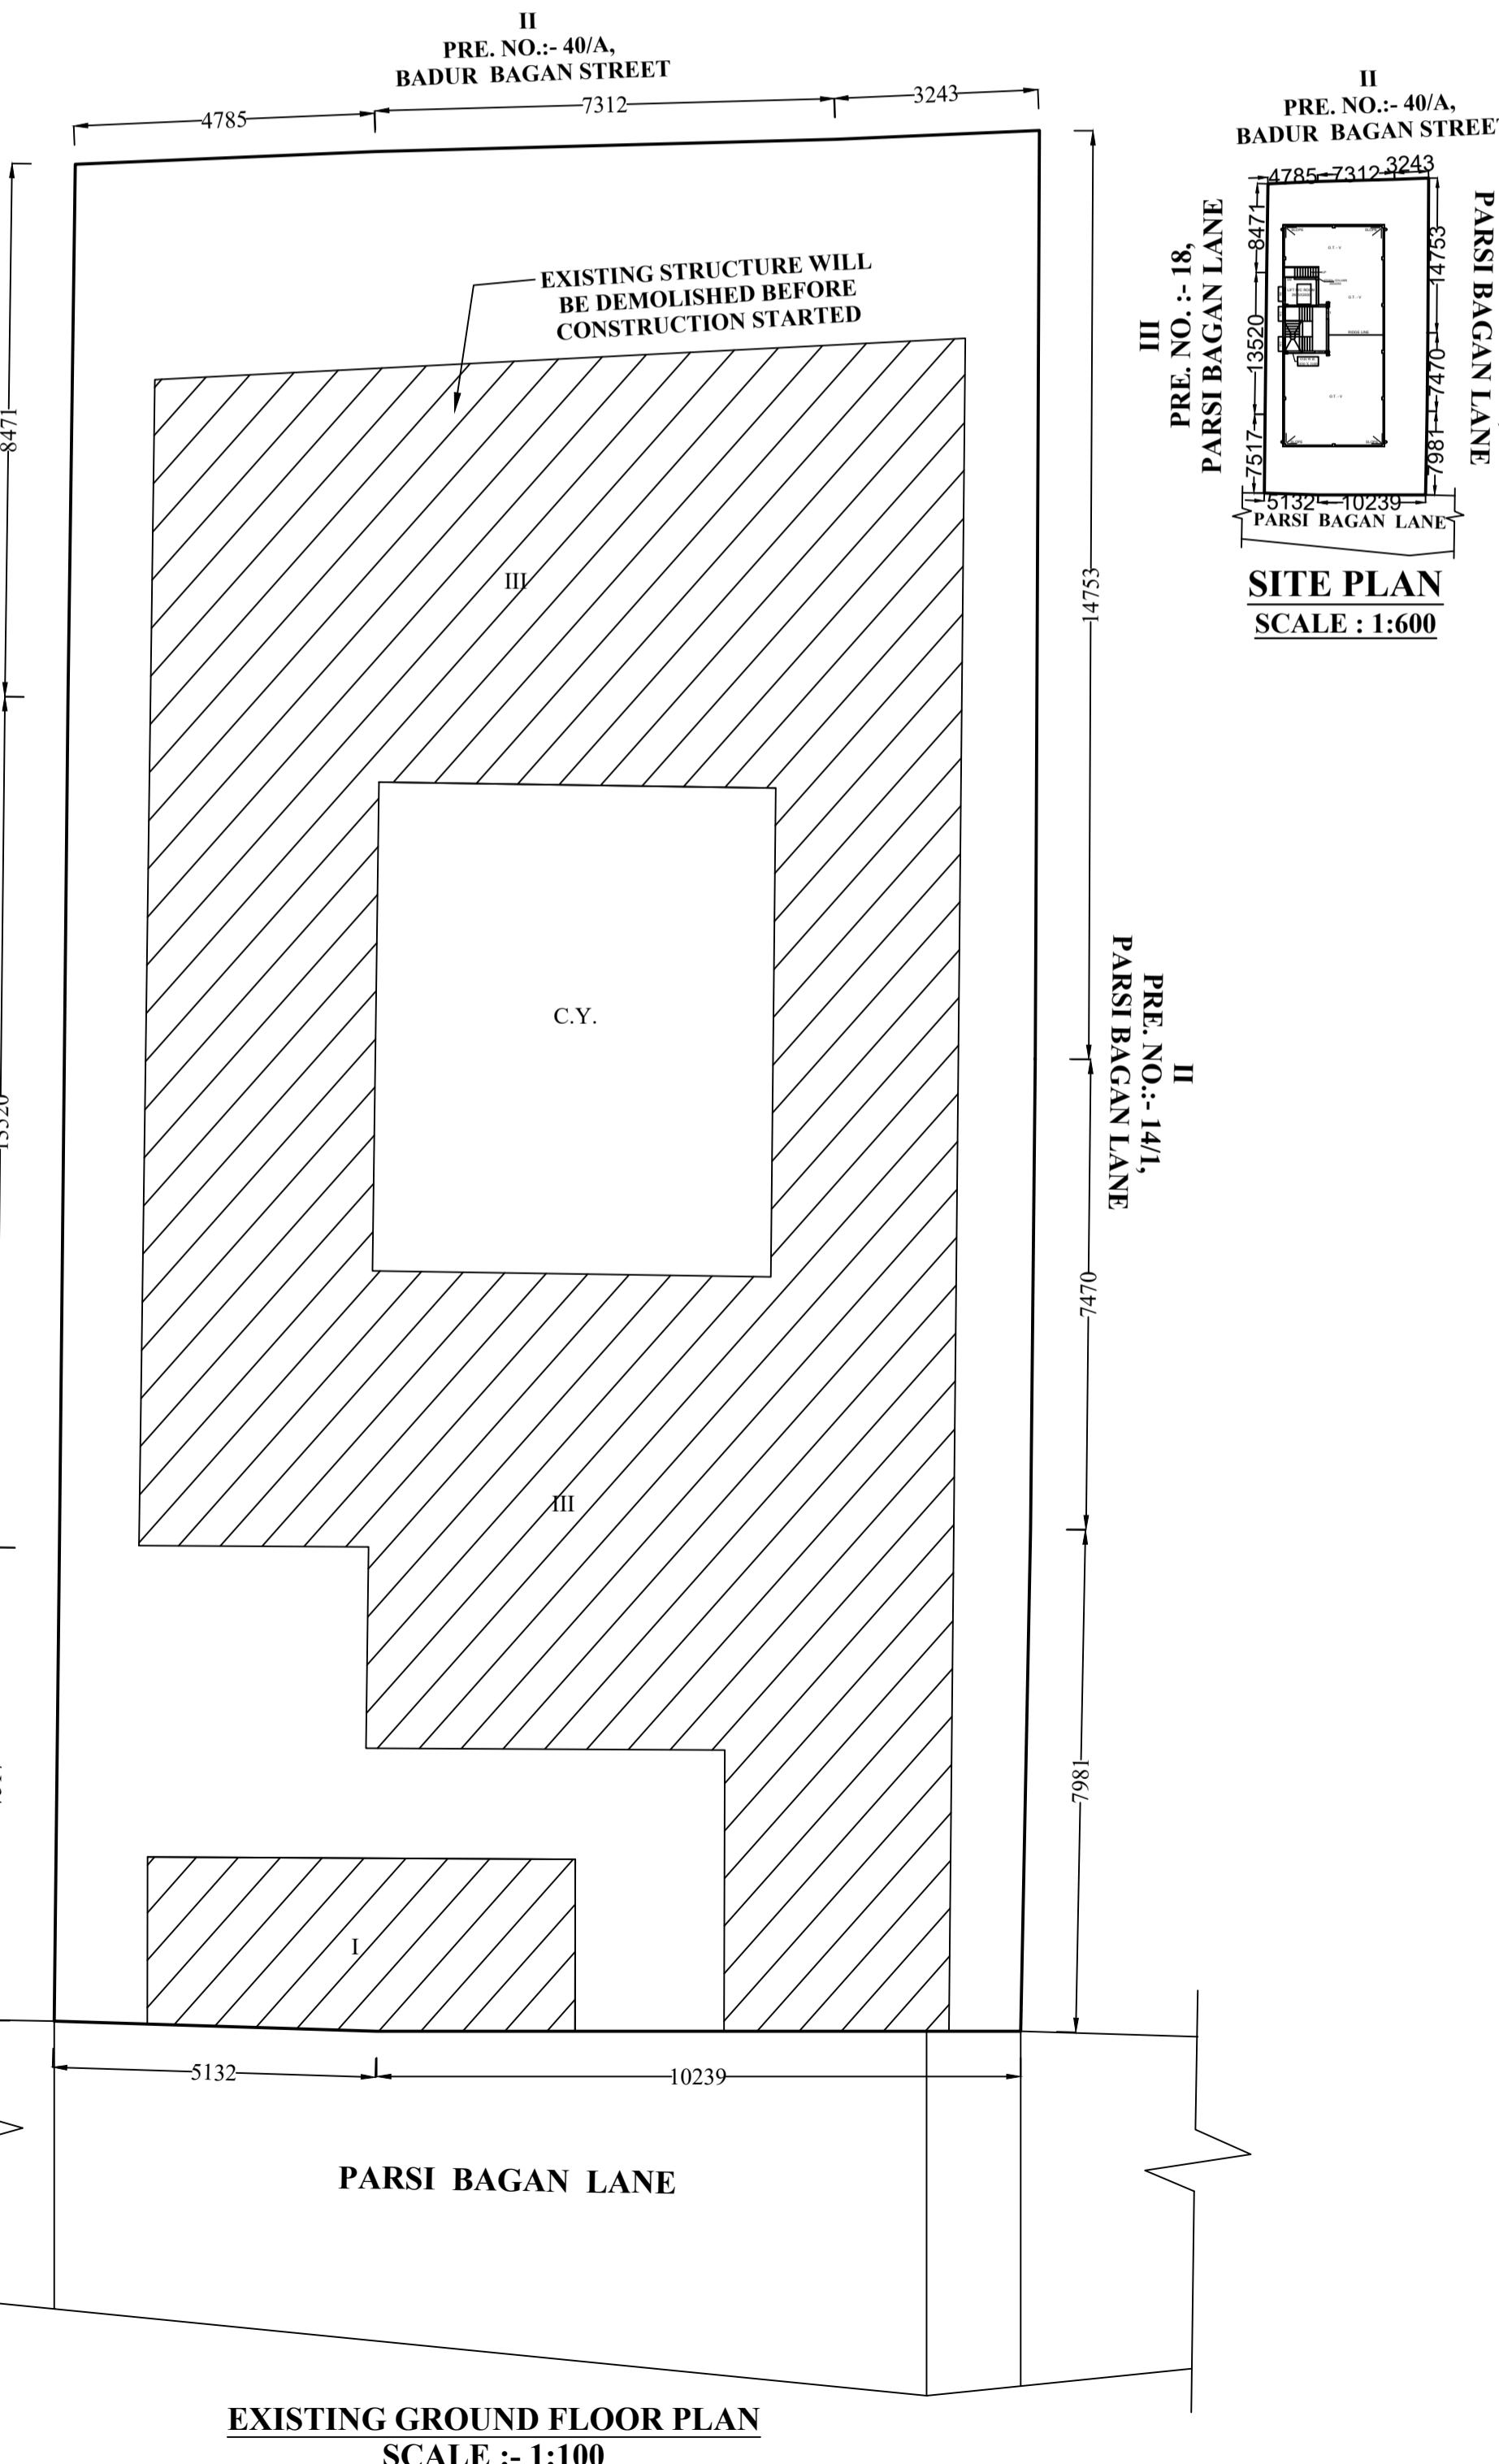 II
PRE. NO.:- 40/A,
BADUR BAGAN STREET
4785
7312
3243
8471
EXISTING STRUCTURE WILL
BE DEMOLISHED BEFORE
CONSTRUCTION STARTED
III
14753
C.Y.
13520
II
PRE. NO.:- 14/1,
PARSI BAGAN LANE
7470
III
7981
I
5132
10239
PARSI BAGAN LANE
EXISTING GROUND FLOOR PLAN
SCALE :- 1:100
II
PRE. NO.:- 40/A,
BADUR BAGAN STREET
4785
7312
3243
III
PRE. NO. :- 18,
PARSI BAGAN LANE
8471
13520
7517
14753
7470
7981
PARSI BAGAN LANE
5132
10239
PARSI BAGAN LANE
SITE PLAN
SCALE : 1:600